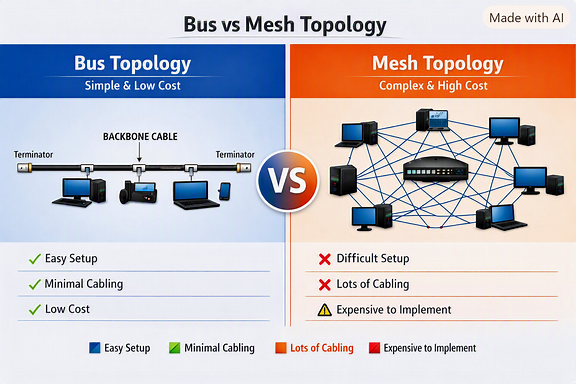 Bus vs Mesh Topology
Made with AI
Bus Topology
Simple & Low Cost
Mesh Topology
Complex & High Cost
BACKBONE CABLE
Terminator
Terminator
VS
Easy Setup
Minimal Cabling
Low Cost
Difficult Setup
Lots of Cabling
Expensive to Implement
Easy Setup
Minimal Cabling
Lots of Cabling
Expensive to Implement